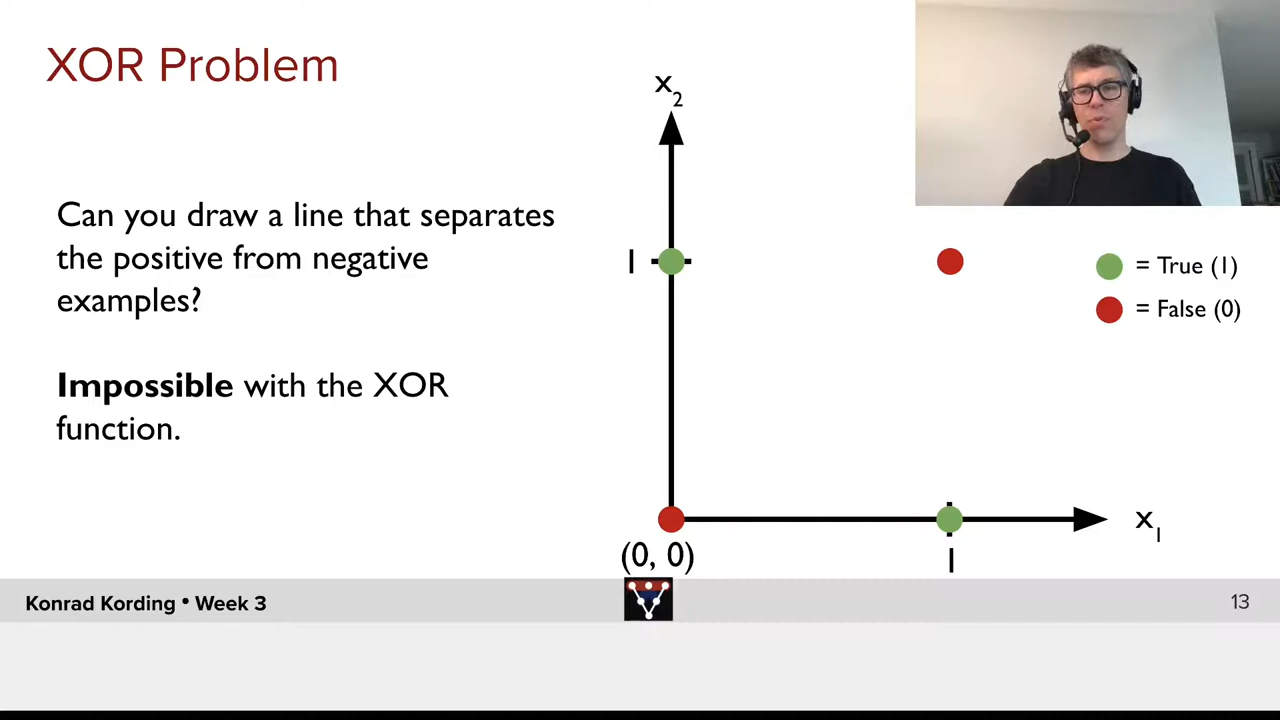 XOR Problem
Can you draw a line that separates
the positive from negative
examples?
Impossible with the XOR
function.
x2
1
= True (1)
= False (0)
(0, 0)
1
x1
Konrad Kording • Week 3
13